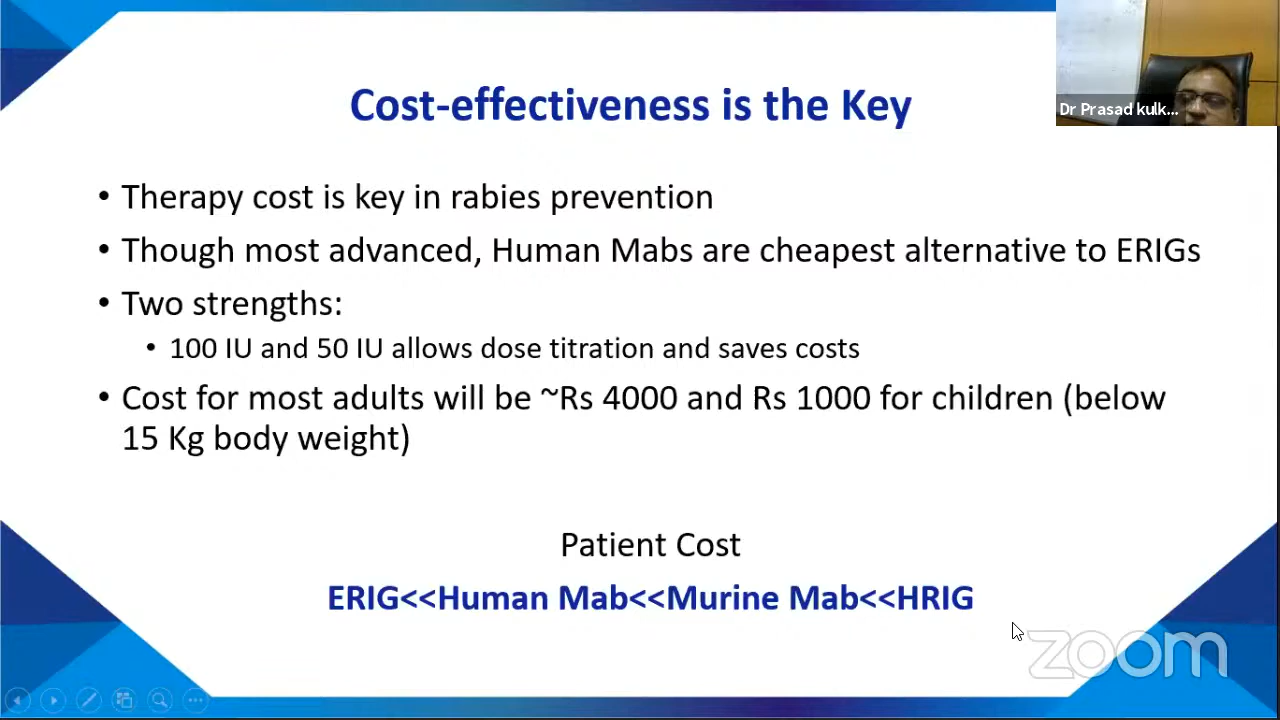 Cost-effectiveness is the Key
Dr Prasad kulk...
• Therapy cost is key in rabies prevention
• Though most advanced, Human Mabs are cheapest alternative to ERIGs
• Two strengths:
• 100 IU and 50 IU allows dose titration and saves costs
• Cost for most adults will be ~Rs 4000 and Rs 1000 for children (below
15 Kg body weight)
Patient Cost
ERIG<<Human Mab<<Murine Mab<<HRIG
zoom